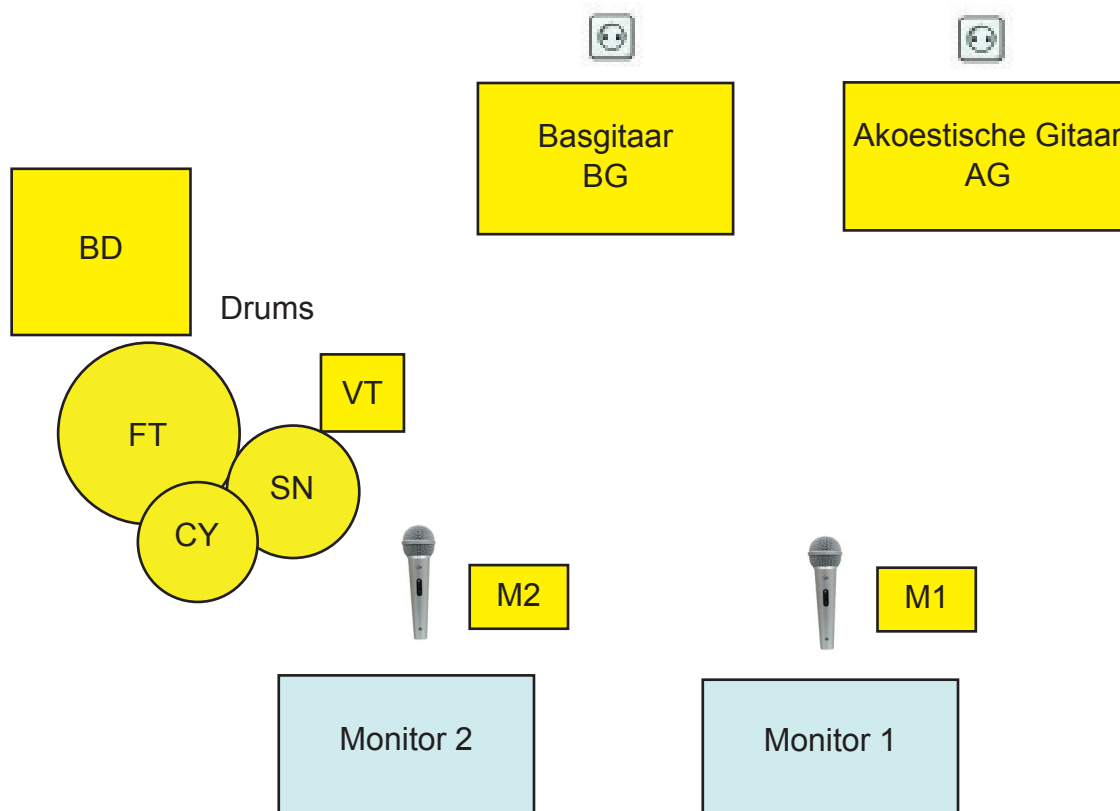 Basgitaar
BG
Akoestische Gitaar
AG
BD
Drums
VT
FT
SN
CY
M2
M1
Monitor 2
Monitor 1